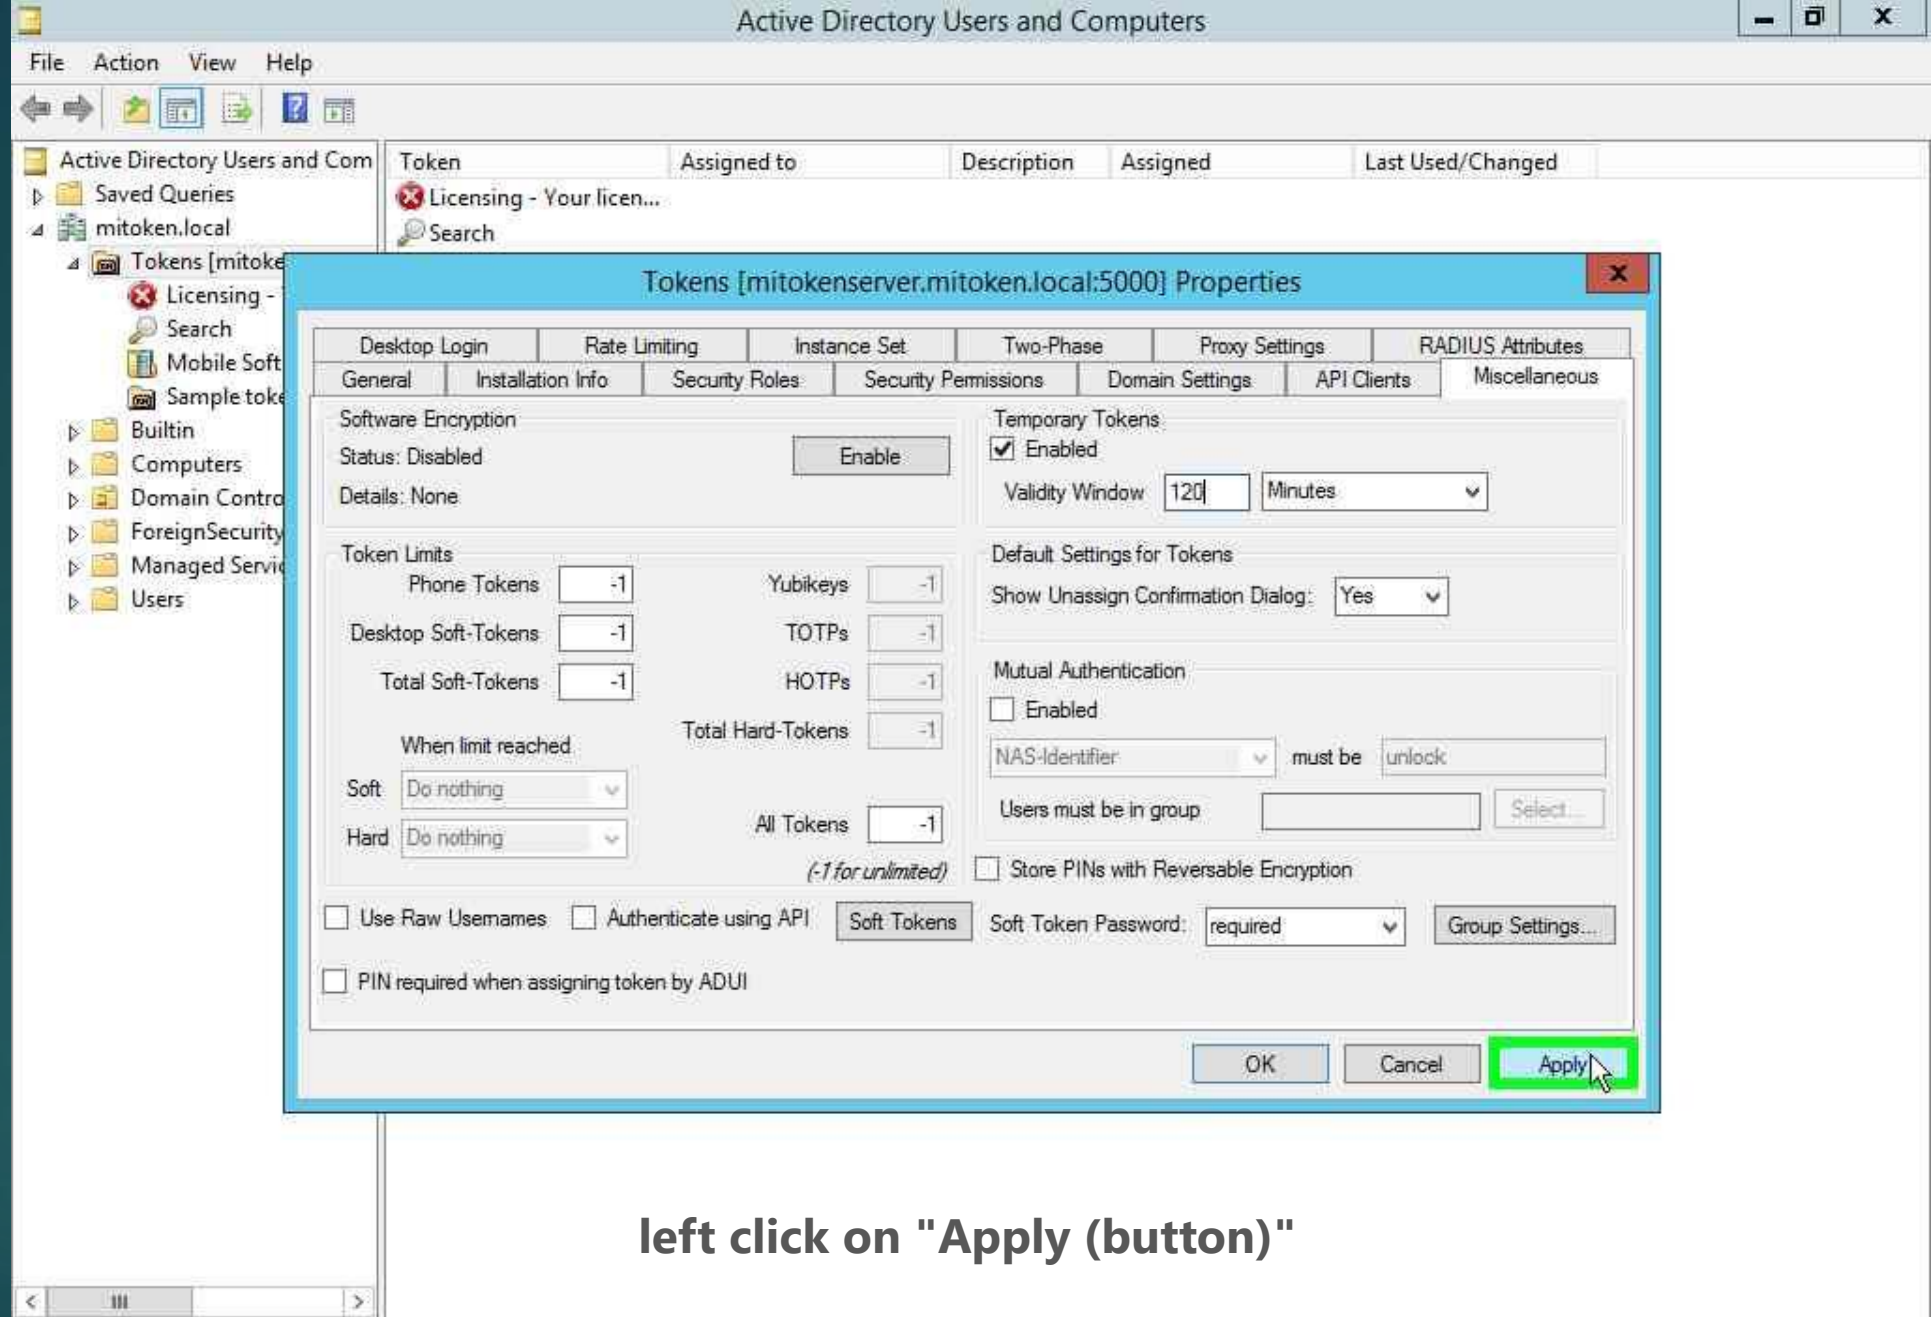 Active Directory Users and Computers
File Action View Help
Active Directory Users and Com
Saved Queries
mitoken.local
Tokens [mitoke
Licensing -
Search
Mobile Soft
Sample toke
Builtin
Computers
Domain Contro
ForeignSecurity
Managed Servic
Users
Token Assigned to Description Assigned Last Used/Changed
Licensing - Your licen...
Search
Tokens [mitokenserver.mitoken.local:5000] Properties
Desktop Login Rate Limiting Instance Set Two-Phase Proxy Settings RADIUS Attributes
General Installation Info Security Roles Security Permissions Domain Settings API Clients Miscellaneous
Software Encryption
Status: Disabled Enable
Details: None
Temporary Tokens
Enabled
Validity Window 120 Minutes
Token Limits
Phone Tokens -1 Yubikeys -1
Desktop Soft-Tokens -1 TOTPs -1
Total Soft-Tokens -1 HOTPs -1
Total Hard-Tokens -1
When limit reached
Soft Do nothing
Hard Do nothing
All Tokens -1
(-1 for unlimited)
Default Settings for Tokens
Show Unassign Confirmation Dialog: Yes
Mutual Authentication
Enabled
NAS-Identifier must be unlock
Users must be in group Select...
Store PINs with Reversable Encryption
Use Raw Usernames Authenticate using API Soft Tokens Soft Token Password: required Group Settings...
PIN required when assigning token by ADUI
OK Cancel Apply
left click on "Apply (button)"